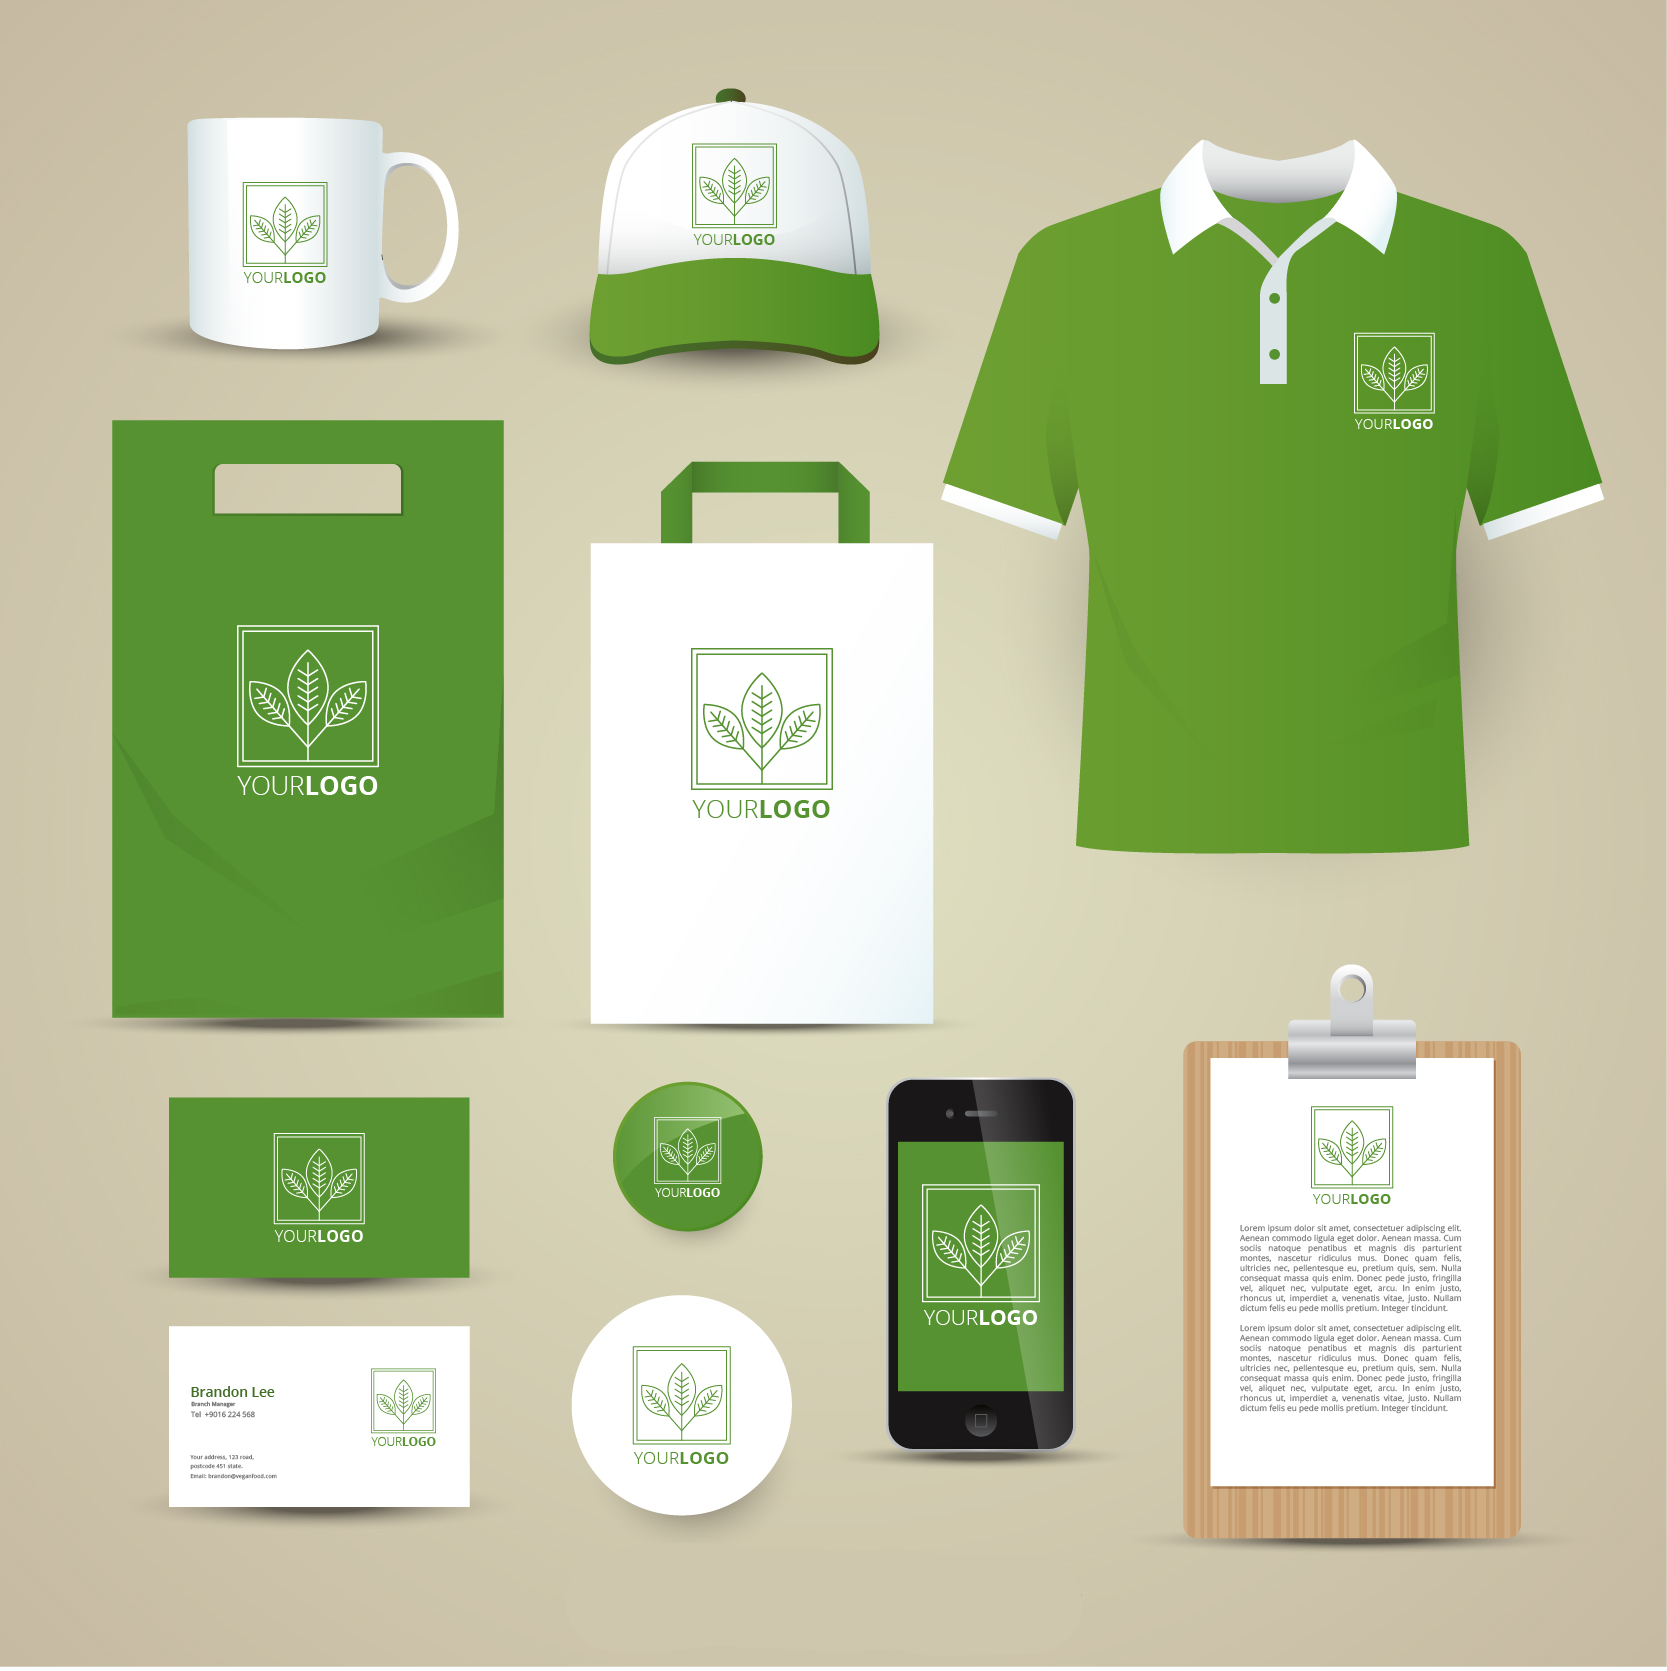 YOURLOGO
YOURLOGO
YOURLOGO
YOURLOGO
YOURLOGO
YOURLOGO
YOURLOGO
YOURLOGO
Lorem ipsum dolor sit amet, consectetuer adipiscing elit.
Aenean commodo ligula eget dolor. Aenean massa. Cum
sociis natoque penatibus et magnis dis parturient
montes, nascetur ridiculus mus. Donec quam felis,
ultricies nec, pellentesque eu, pretium quis, sem. Nulla
consequat massa quis enim. Donec pede justo, fringilla
vel, aliquet nec, vulputate eget, arcu. In enim justo,
rhoncus ut, imperdiet a, venenatis vitae, justo. Nullam
dictum felis eu pede mollis pretium. Integer tincidunt.
Lorem ipsum dolor sit amet, consectetuer adipiscing elit.
Aenean commodo ligula eget dolor. Aenean massa. Cum
sociis natoque penatibus et magnis dis parturient
montes, nascetur ridiculus mus. Donec quam felis,
ultricies nec, pellentesque eu, pretium quis, sem. Nulla
consequat massa quis enim. Donec pede justo, fringilla
vel, aliquet nec, vulputate eget, arcu. In enim justo,
rhoncus ut, imperdiet a, venenatis vitae, justo. Nullam
dictum felis eu pede mollis pretium. Integer tincidunt.
YOURLOGO
Brandon Lee
Branch Manager
Tel +9016 224 568
YOURLOGO
Your address, 123 road,
postcode 451 state.
Email: brandon@veganfood.com
YOURLOGO